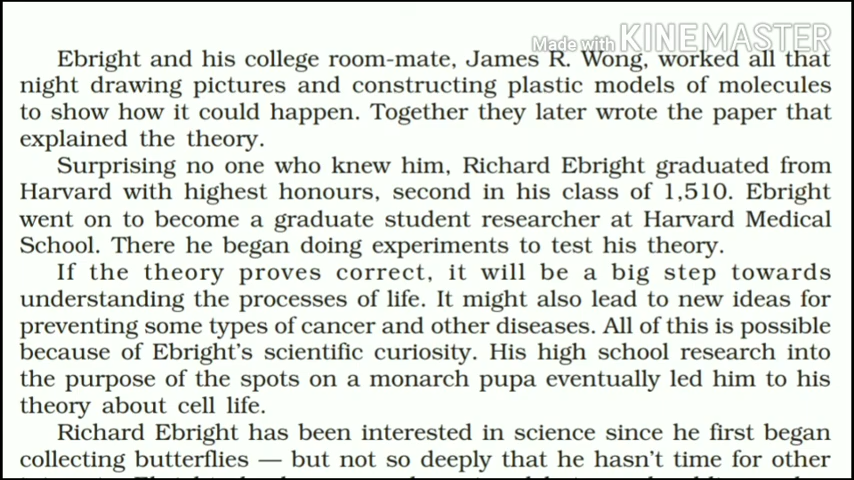 Made with KINEMASTER
Ebright and his college room-mate, James R. Wong, worked all that
night drawing pictures and constructing plastic models of molecules
to show how it could happen. Together they later wrote the paper that
explained the theory.
Surprising no one who knew him, Richard Ebright graduated from
Harvard with highest honours, second in his class of 1,510. Ebright
went on to become a graduate student researcher at Harvard Medical
School. There he began doing experiments to test his theory.
If the theory proves correct, it will be a big step towards
understanding the processes of life. It might also lead to new ideas for
preventing some types of cancer and other diseases. All of this is possible
because of Ebright's scientific curiosity. His high school research into
the purpose of the spots on a monarch pupa eventually led him to his
theory about cell life.
Richard Ebright has been interested in science since he first began
collecting butterflies — but not so deeply that he hasn't time for other